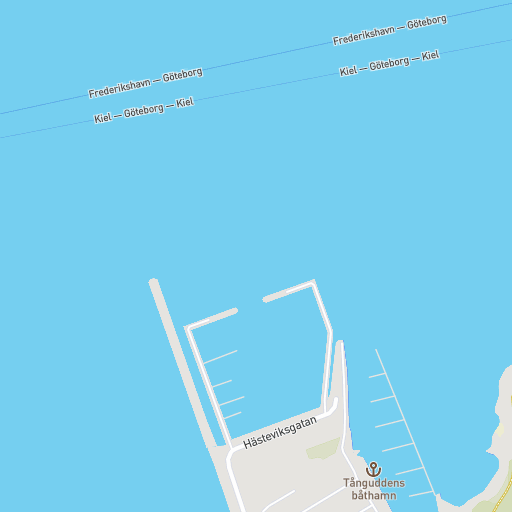 Frederikshavn — Göteborg
Kiel — Göteborg — Kiel
Frederikshavn — Göteborg
Kiel — Göteborg — Kiel
Hästeviksgatan
Tånguddens
båthamn